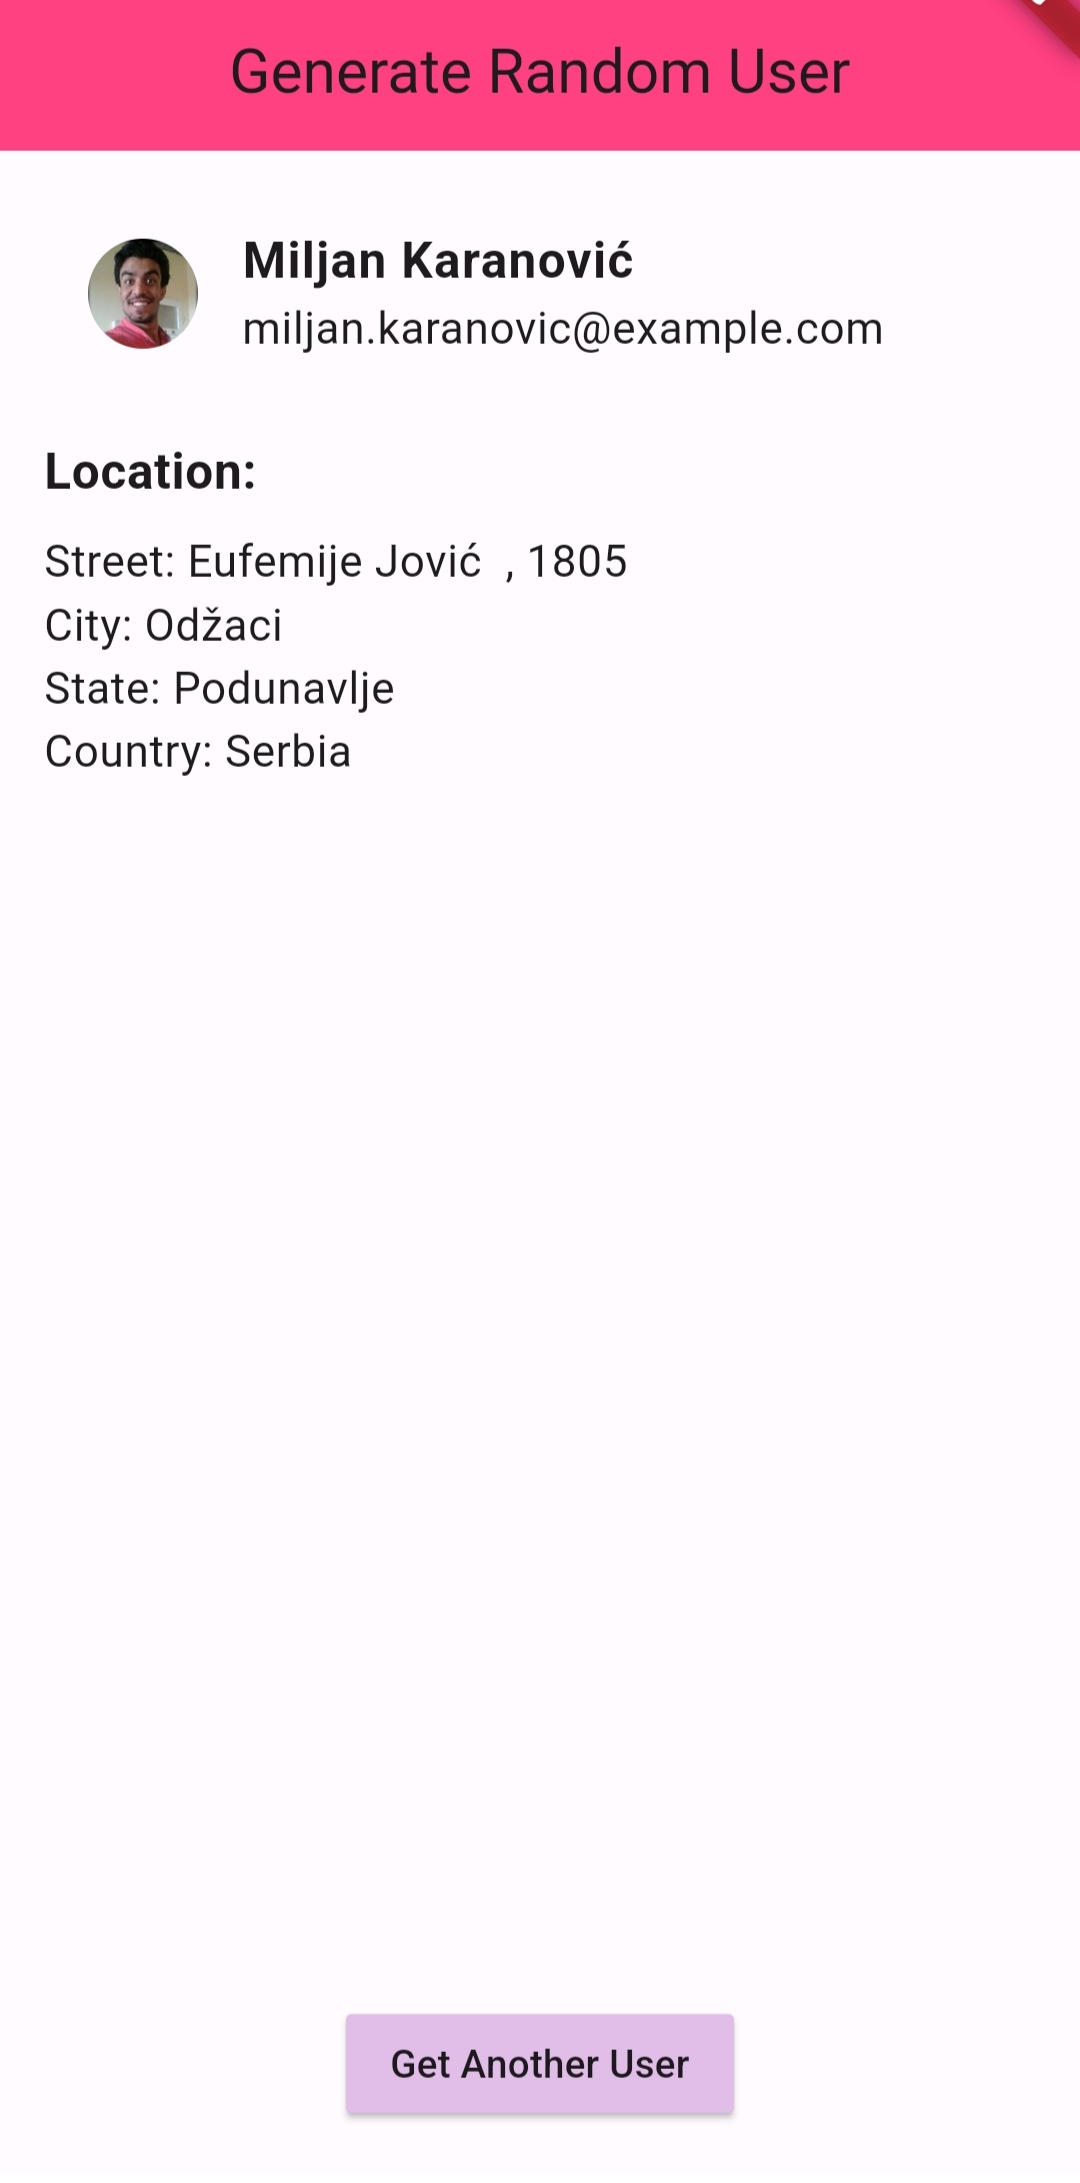 Generate Random User
Miljan Karanović
miljan.karanovic@example.com
Location:
Street: Eufemije Jović  , 1805
City: Odžaci
State: Podunavlje
Country: Serbia
Get Another User